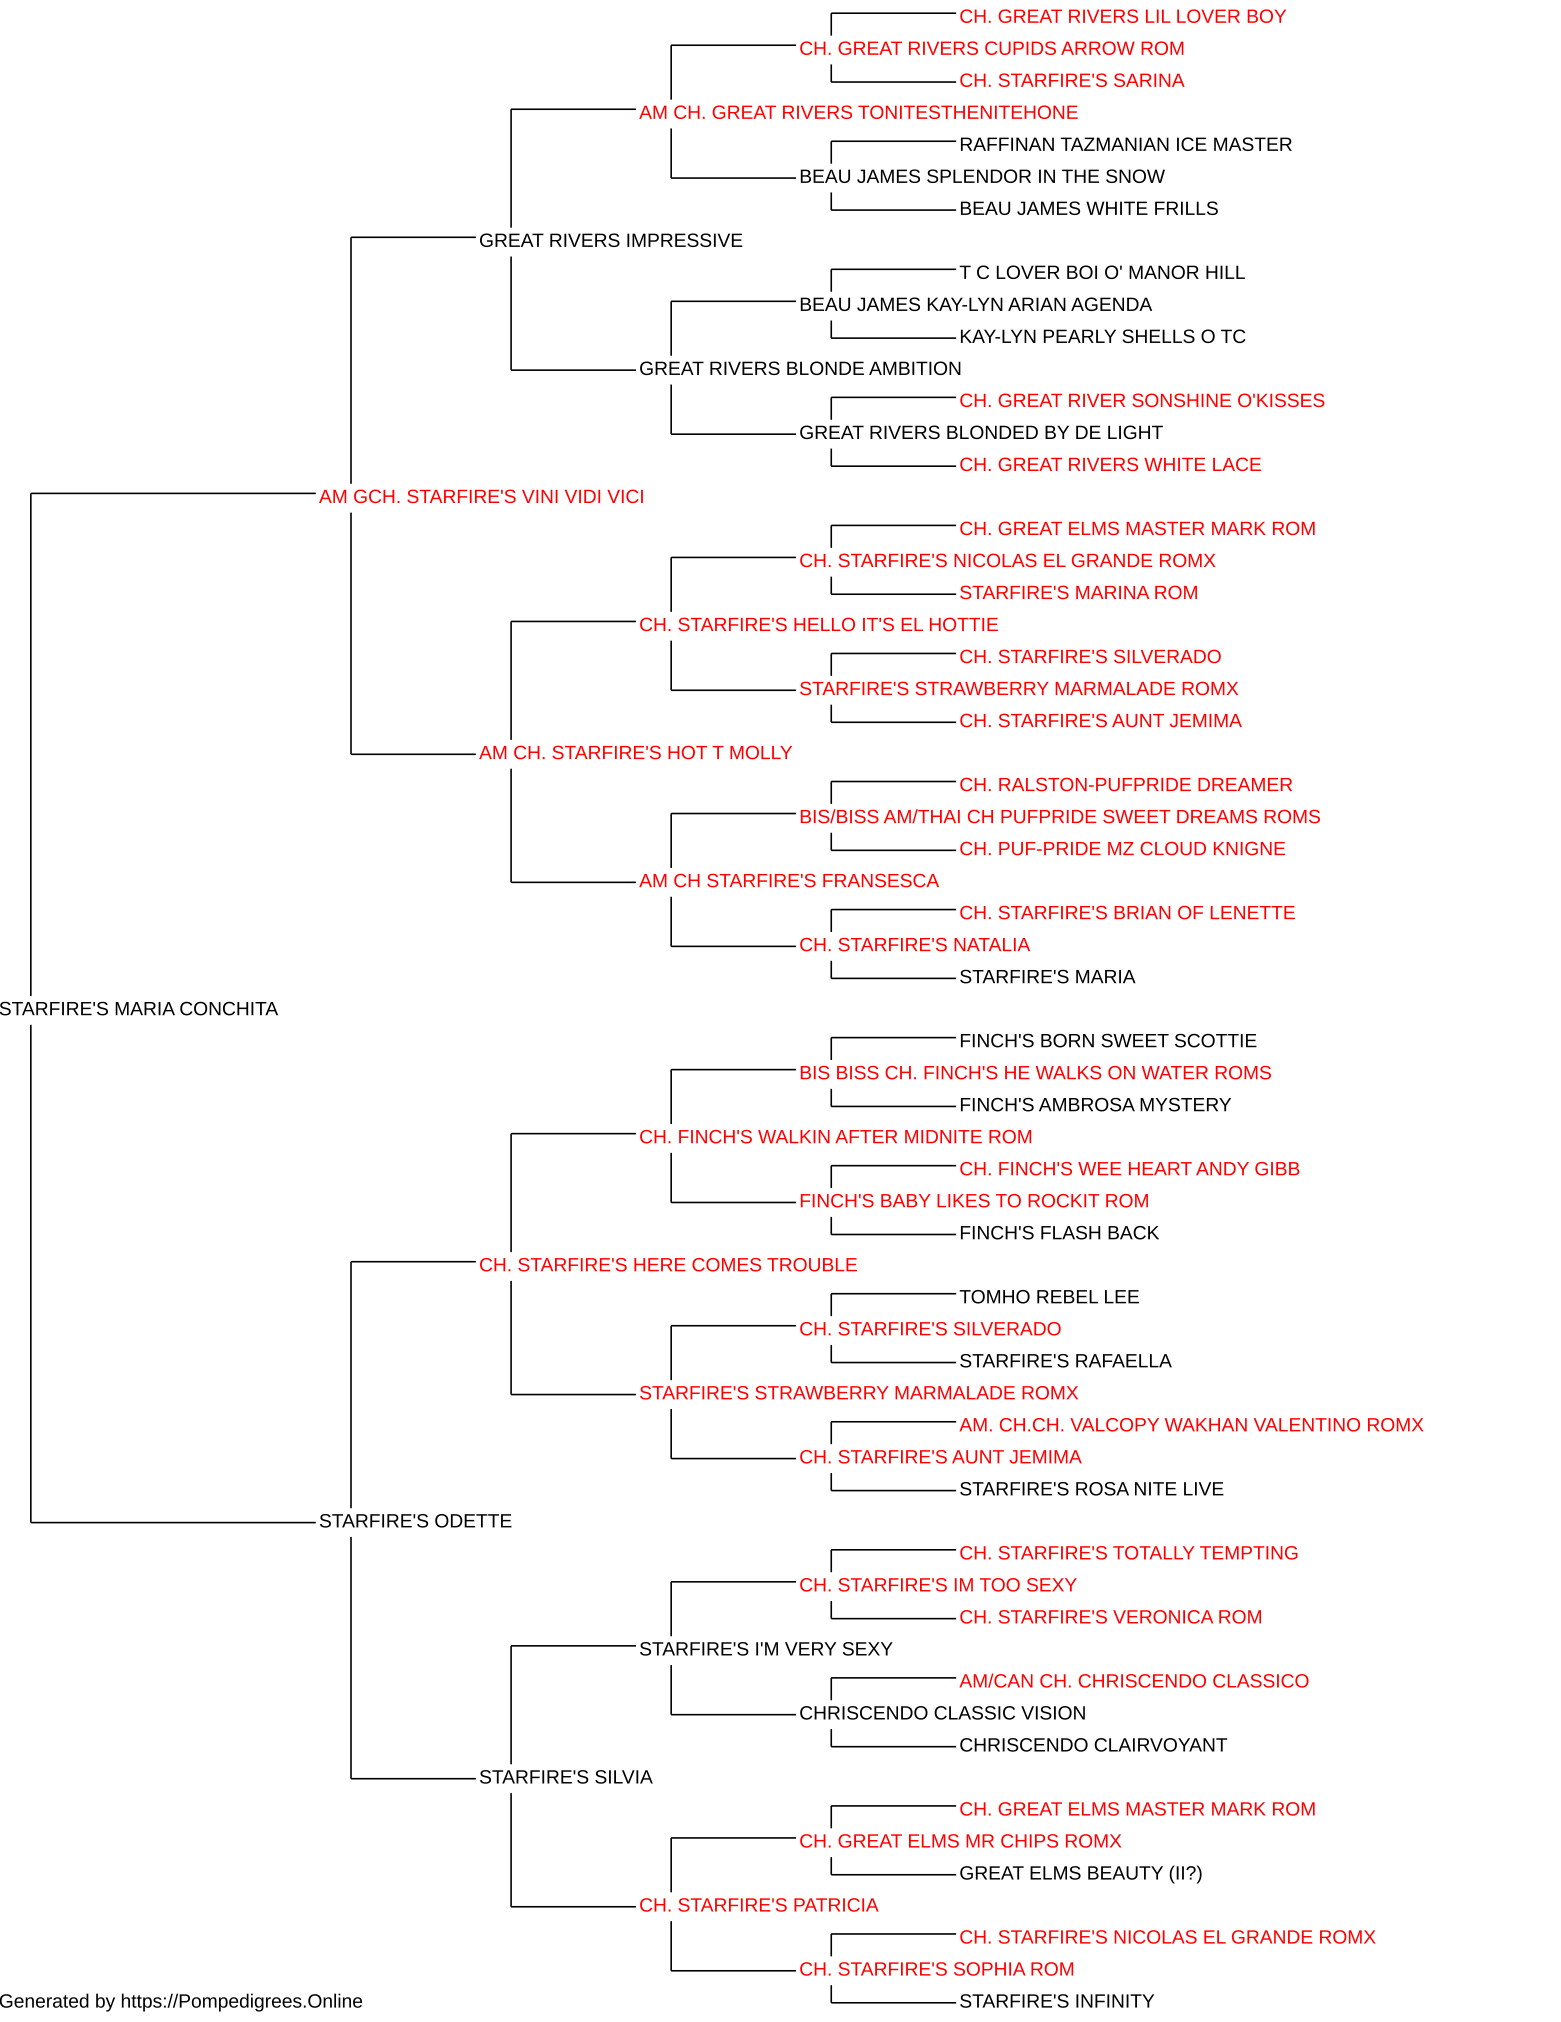 CH. GREAT RIVERS LIL LOVER BOY
CH. GREAT RIVERS CUPIDS ARROW ROM
CH. STARFIRE'S SARINA
AM CH. GREAT RIVERS TONITESTHENITEHONE
RAFFINAN TAZMANIAN ICE MASTER
BEAU JAMES SPLENDOR IN THE SNOW
BEAU JAMES WHITE FRILLS
GREAT RIVERS IMPRESSIVE
T C LOVER BOI O' MANOR HILL
BEAU JAMES KAY-LYN ARIAN AGENDA
KAY-LYN PEARLY SHELLS O TC
GREAT RIVERS BLONDE AMBITION
CH. GREAT RIVER SONSHINE O'KISSES
GREAT RIVERS BLONDED BY DE LIGHT
CH. GREAT RIVERS WHITE LACE
AM GCH. STARFIRE'S VINI VIDI VICI
CH. GREAT ELMS MASTER MARK ROM
CH. STARFIRE'S NICOLAS EL GRANDE ROMX
STARFIRE'S MARINA ROM
CH. STARFIRE'S HELLO IT'S EL HOTTIE
CH. STARFIRE'S SILVERADO
STARFIRE'S STRAWBERRY MARMALADE ROMX
CH. STARFIRE'S AUNT JEMIMA
AM CH. STARFIRE'S HOT T MOLLY
CH. RALSTON-PUFPRIDE DREAMER
BIS/BISS AM/THAI CH PUFPRIDE SWEET DREAMS ROMS
CH. PUF-PRIDE MZ CLOUD KNIGNE
AM CH STARFIRE'S FRANSESCA
CH. STARFIRE'S BRIAN OF LENETTE
CH. STARFIRE'S NATALIA
STARFIRE'S MARIA
STARFIRE'S MARIA CONCHITA
FINCH'S BORN SWEET SCOTTIE
BIS BISS CH. FINCH'S HE WALKS ON WATER ROMS
FINCH'S AMBROSA MYSTERY
CH. FINCH'S WALKIN AFTER MIDNITE ROM
CH. FINCH'S WEE HEART ANDY GIBB
FINCH'S BABY LIKES TO ROCKIT ROM
FINCH'S FLASH BACK
CH. STARFIRE'S HERE COMES TROUBLE
TOMHO REBEL LEE
CH. STARFIRE'S SILVERADO
STARFIRE'S RAFAELLA
STARFIRE'S STRAWBERRY MARMALADE ROMX
AM. CH.CH. VALCOPY WAKHAN VALENTINO ROMX
CH. STARFIRE'S AUNT JEMIMA
STARFIRE'S ROSA NITE LIVE
STARFIRE'S ODETTE
CH. STARFIRE'S TOTALLY TEMPTING
CH. STARFIRE'S IM TOO SEXY
CH. STARFIRE'S VERONICA ROM
STARFIRE'S I'M VERY SEXY
AM/CAN CH. CHRISCENDO CLASSICO
CHRISCENDO CLASSIC VISION
CHRISCENDO CLAIRVOYANT
STARFIRE'S SILVIA
CH. GREAT ELMS MASTER MARK ROM
CH. GREAT ELMS MR CHIPS ROMX
GREAT ELMS BEAUTY (II?)
CH. STARFIRE'S PATRICIA
CH. STARFIRE'S NICOLAS EL GRANDE ROMX
CH. STARFIRE'S SOPHIA ROM
STARFIRE'S INFINITY
Generated by https://Pompedigrees.Online